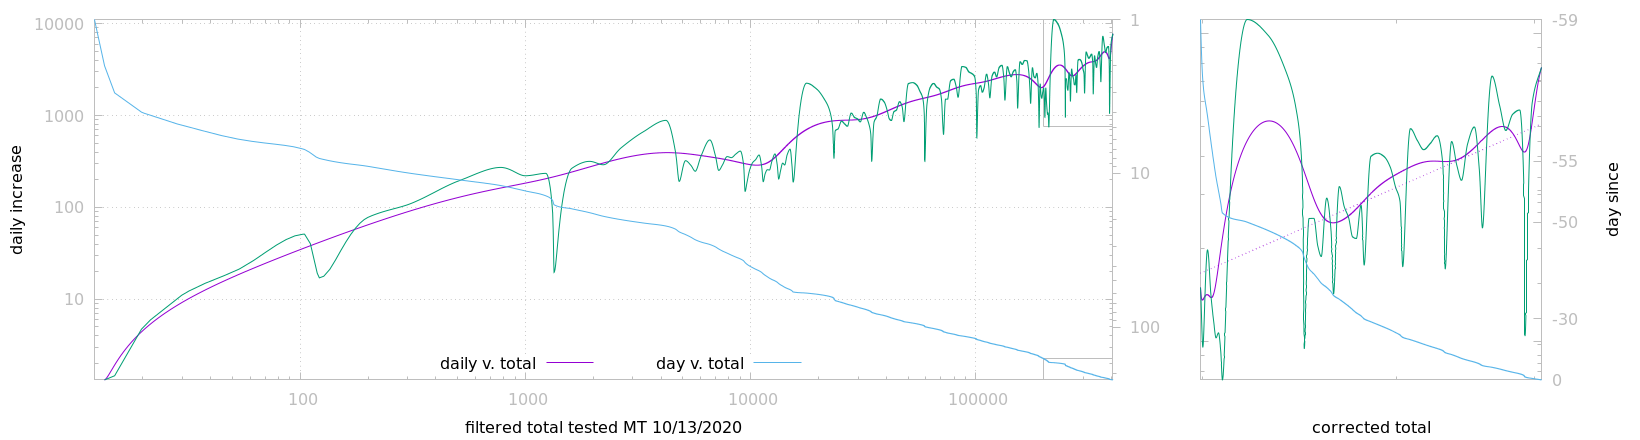 10000
1000
100
10
daily increase
daily v. total
day v. total
100
1000
10000
100000
filtered total tested MT 10/13/2020
1
10
100
-59
-55
-50
-30
0
day since
corrected total